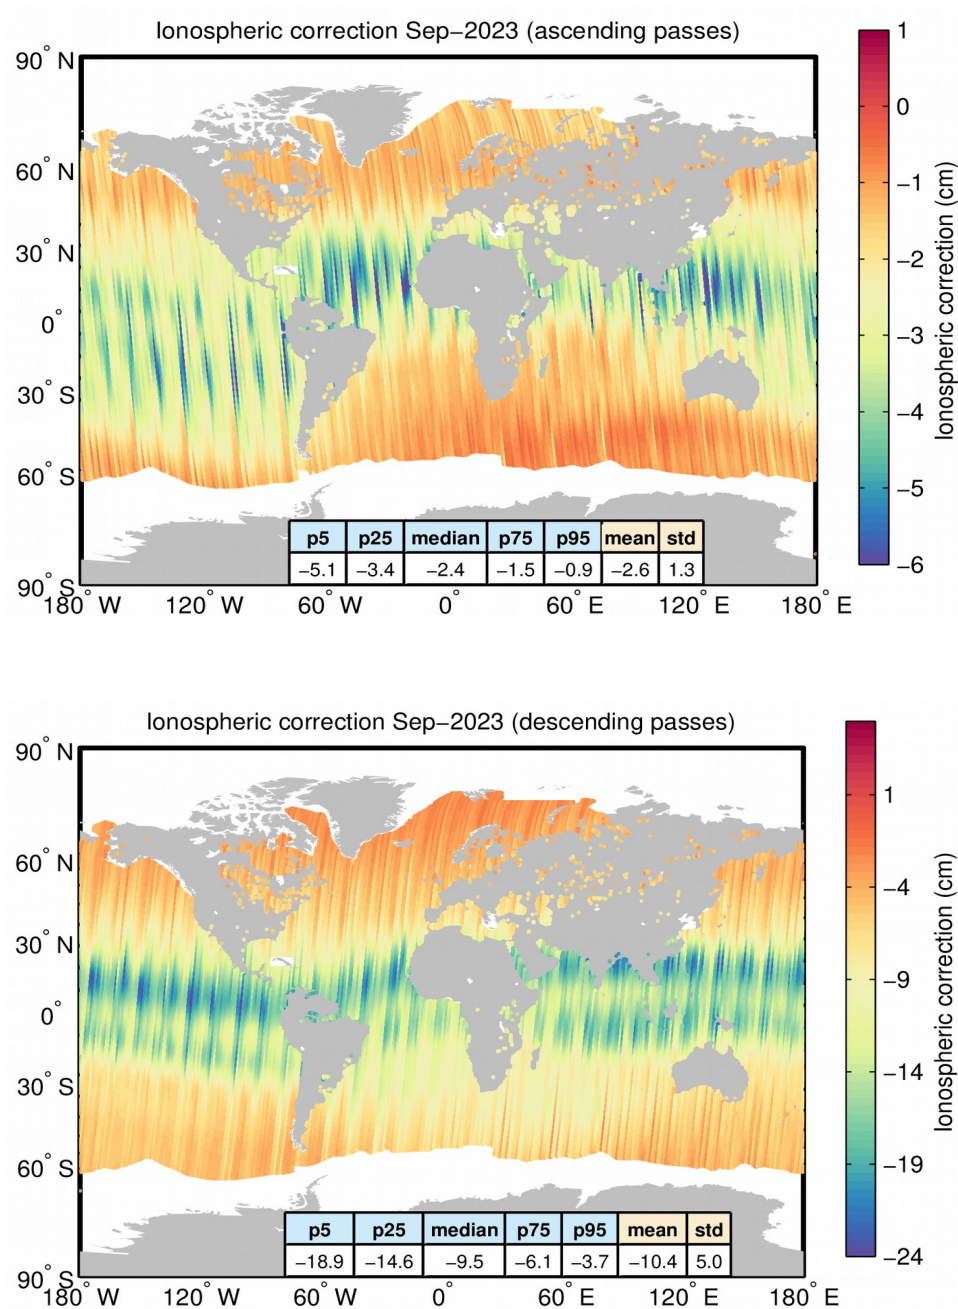 Ionospheric correction Sep−2023 (ascending passes)
90° N
60° N
30° N
0°
30° S
60° S
90° S
180° W
120° W
60° W
0°
60° E
120° E
180° E
p5 p25 median p75 p95 mean std
−5.1 −3.4 −2.4 −1.5 −0.9 −2.6 1.3
1
0
−1
−2
−3
−4
−5
−6
Ionospheric correction (cm)
Ionospheric correction Sep−2023 (descending passes)
90° N
60° N
30° N
0°
30° S
60° S
90° S
180° W
120° W
60° W
0°
60° E
120° E
180° E
p5 p25 median p75 p95 mean std
−18.9 −14.6 −9.5 −6.1 −3.7 −10.4 5.0
1
−4
−9
−14
−19
−24
Ionospheric correction (cm)